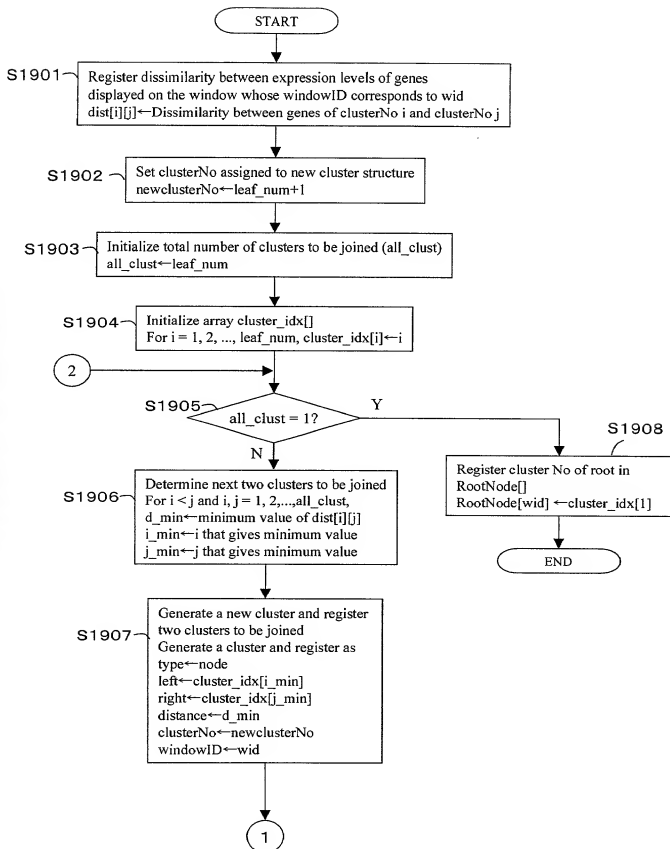 START
S1901
Register dissimilarity between expression levels of genes
displayed on the window whose windowID corresponds to wid
dist[i][j]←Dissimilarity between genes of clusterNo i and clusterNo j
S1902
Set clusterNo assigned to new cluster structure
newclusterNo←leaf_num+1
S1903
Initialize total number of clusters to be joined (all_clust)
all_clust←leaf_num
S1904
Initialize array cluster_idx[]
For i = 1, 2, ..., leaf_num, cluster_idx[i]←i
2
S1905
all_clust = 1?
Y
N
S1908
Register cluster No of root in
RootNode[]
RootNode[wid] ←cluster_idx[1]
END
S1906
Determine next two clusters to be joined
For i < j and i, j = 1, 2,...,all_clust,
d_min←minimum value of dist[i][j]
i_min←i that gives minimum value
j_min←j that gives minimum value
S1907
Generate a new cluster and register
two clusters to be joined
Generate a cluster and register as
type←node
left←cluster_idx[i_min]
right←cluster_idx[j_min]
distance←d_min
clusterNo←newclusterNo
windowID←wid
1